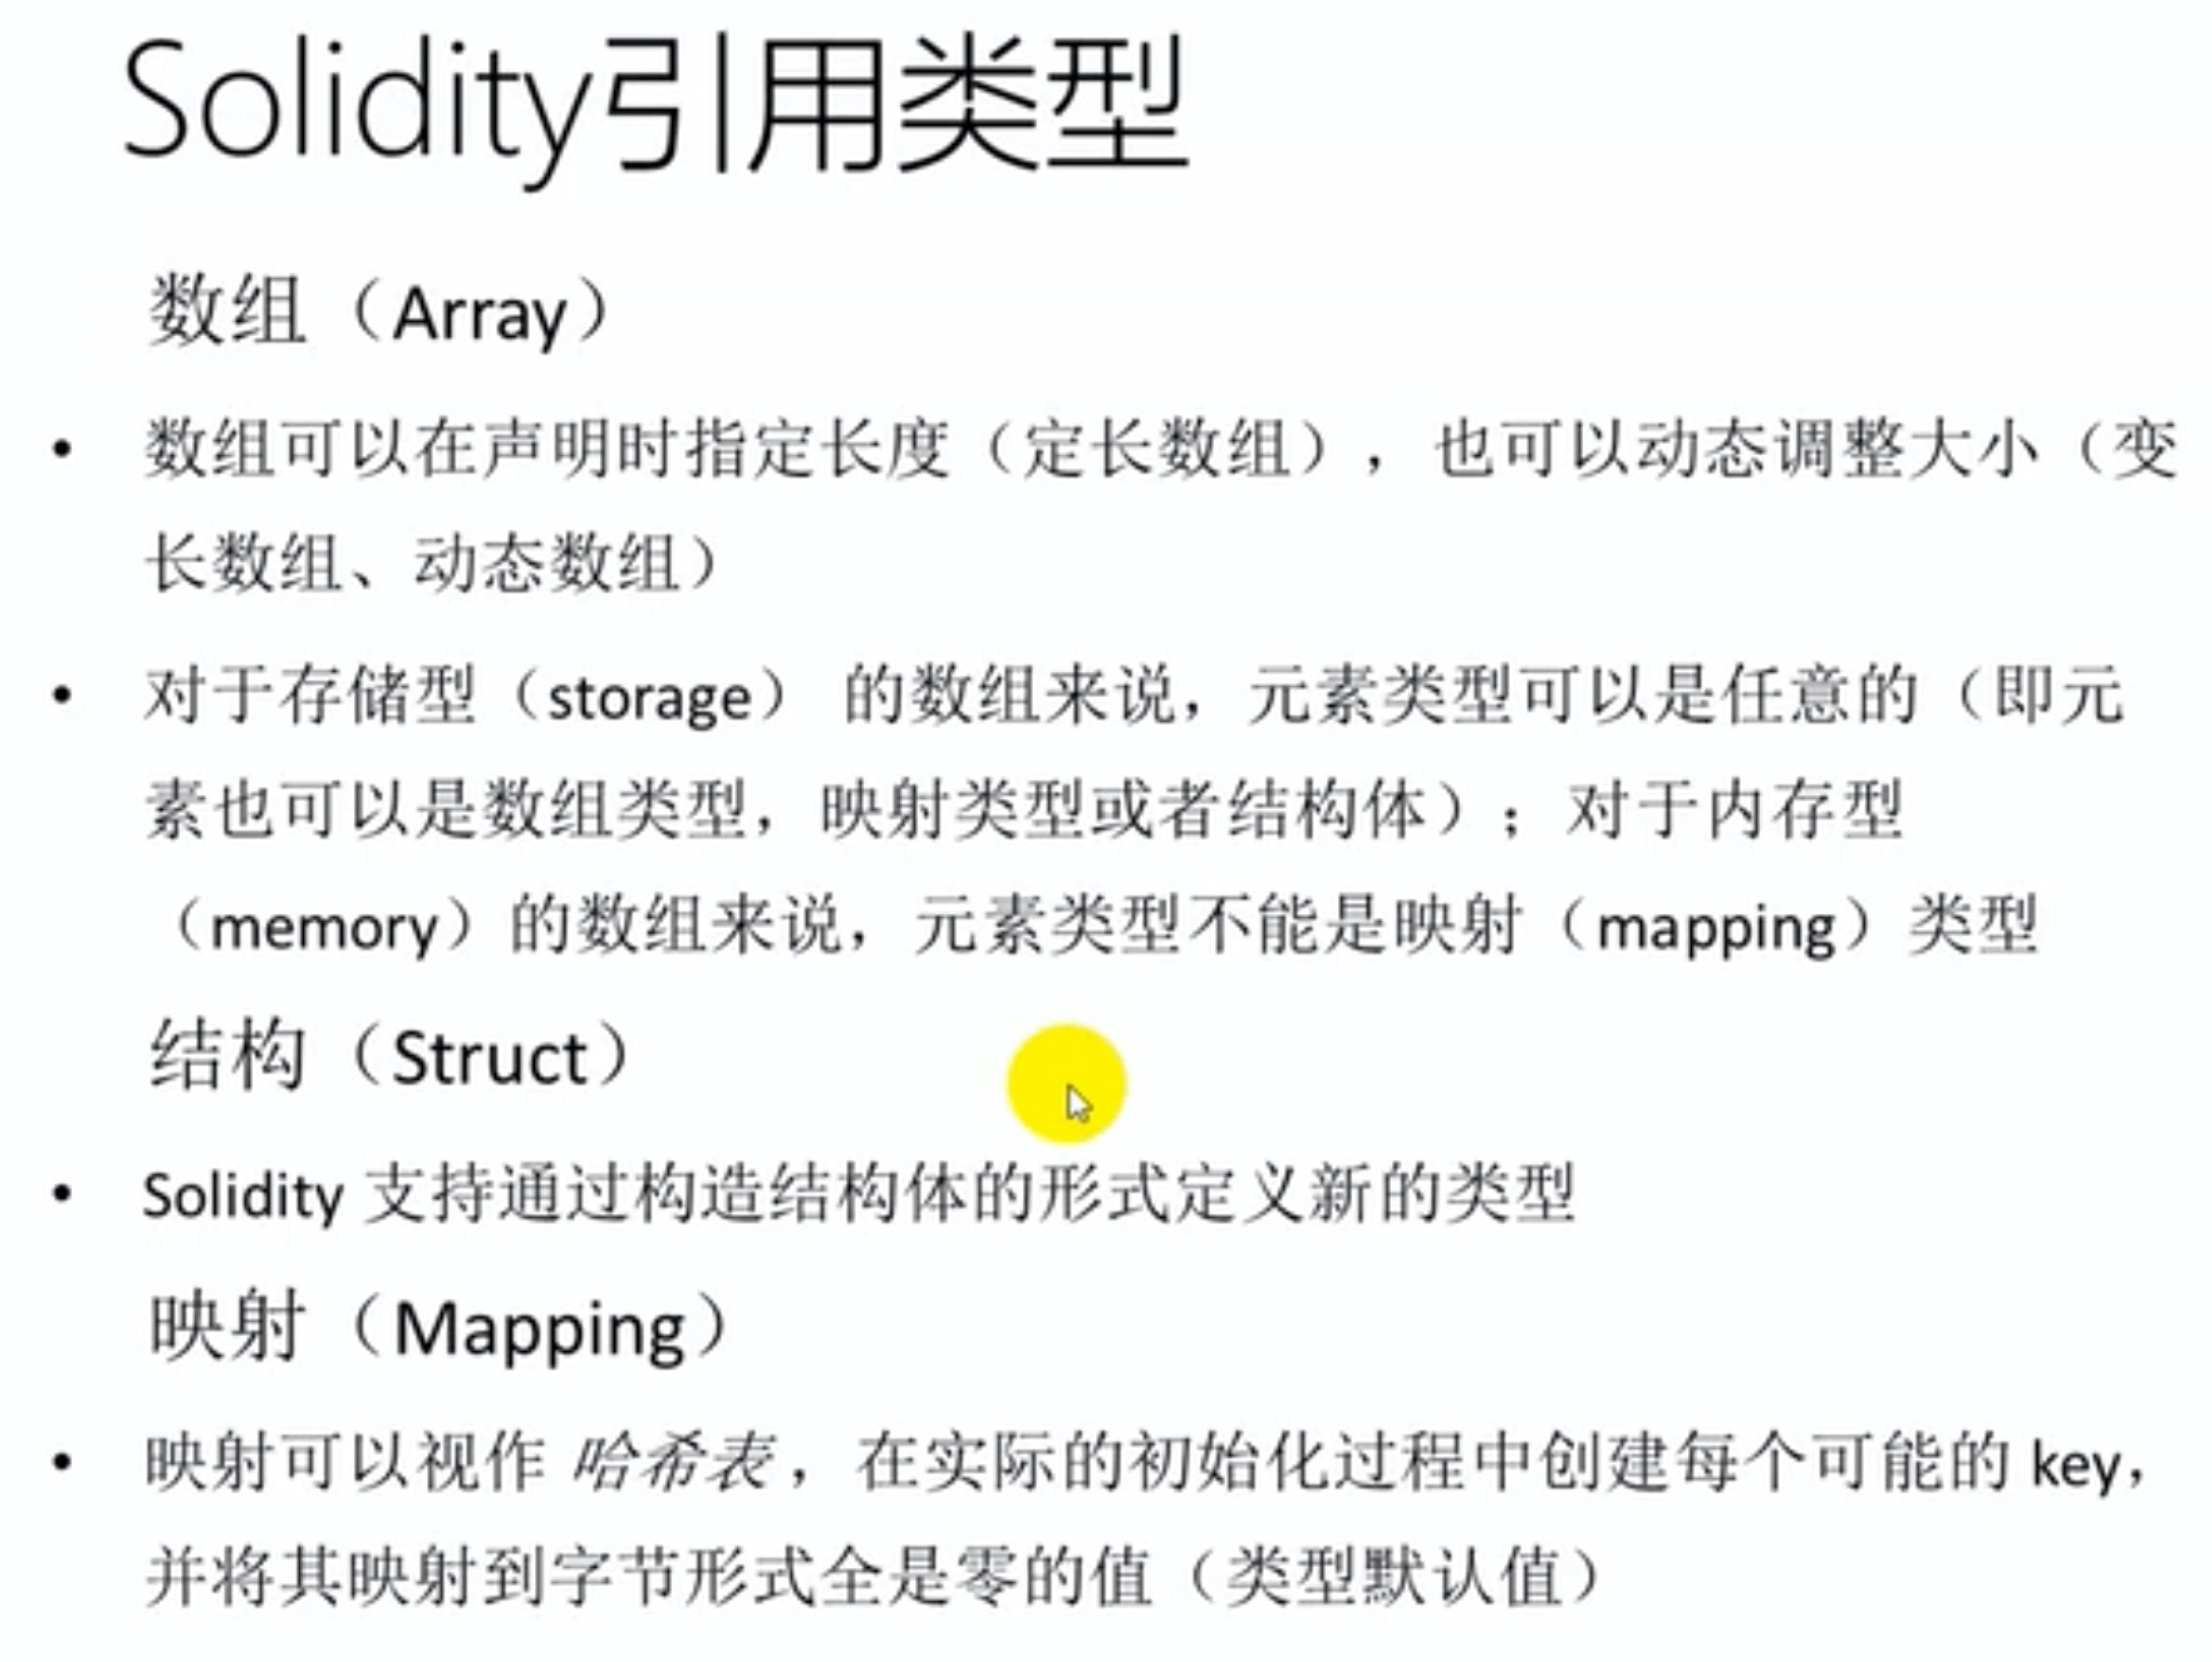 Solidity引用类型
数组（Array）
• 数组可以在声明时指定长度（定长数组），也可以动态调整大小（变
长数组、动态数组）
• 对于存储型（storage） 的数组来说，元素类型可以是任意的（即元
素也可以是数组类型，映射类型或者结构体）；对于内存型
（memory）的数组来说，元素类型不能是映射（mapping）类型
结构（Struct）
• Solidity 支持通过构造结构体的形式定义新的类型
映射（Mapping）
• 映射可以视作 哈希表，在实际的初始化过程中创建每个可能的 key，
并将其映射到字节形式全是零的值（类型默认值）